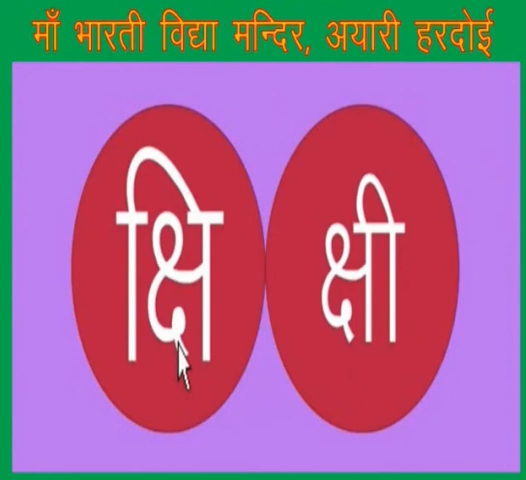 माँ भारती विद्या मन्दिर, अयारी हरदोई
क्षि क्षी